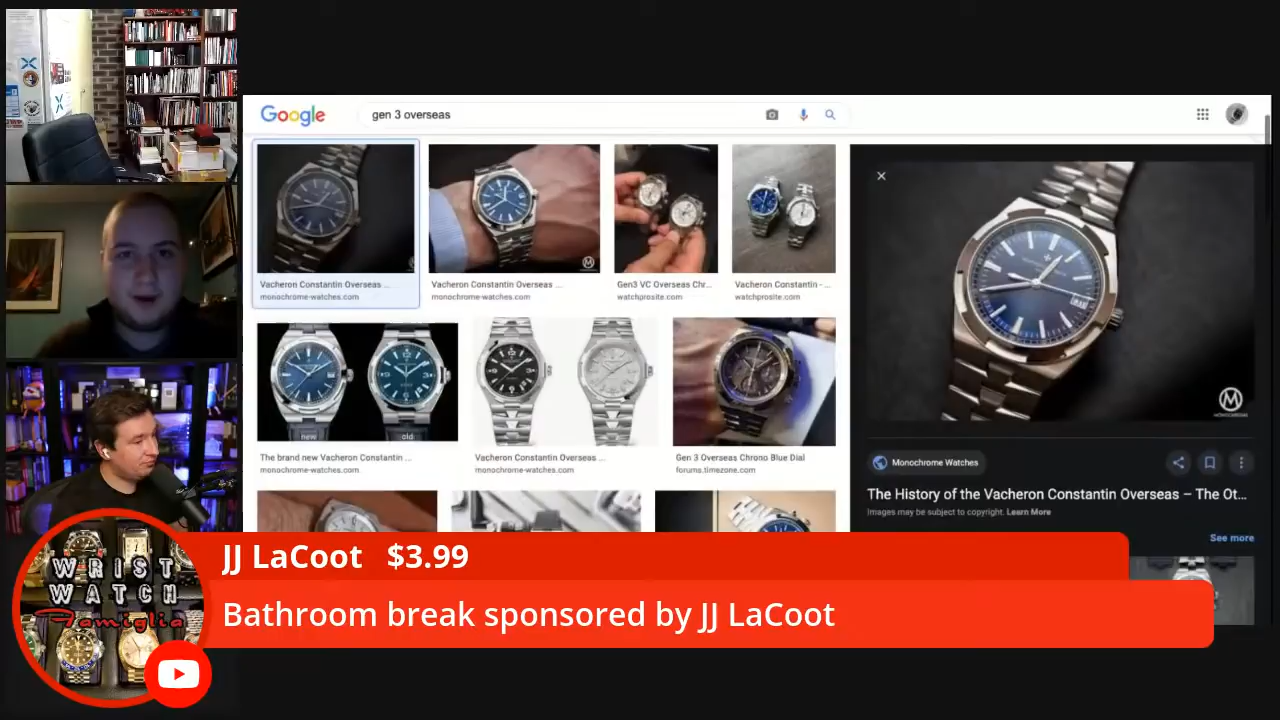 Google
gen 3 overseas
Vacheron Constantin Overseas ...
monochrome-watches.com
Vacheron Constantin Overseas ...
monochrome-watches.com
Gen3 VC Overseas Chr...
watchprosite.com
Vacheron Constantin - ...
watchprosite.com
new
old
The brand new Vacheron Constantin ...
monochrome-watches.com
Vacheron Constantin Overseas ...
monochrome-watches.com
Gen 3 Overseas Chrono Blue Dial
forums.timezone.com
M
Monochrome Watches
The History of the Vacheron Constantin Overseas – The Ot...
Images may be subject to copyright. Learn More
See more
WRIST
WATCH
Famiglia
JJ LaCoot $3.99
Bathroom break sponsored by JJ LaCoot